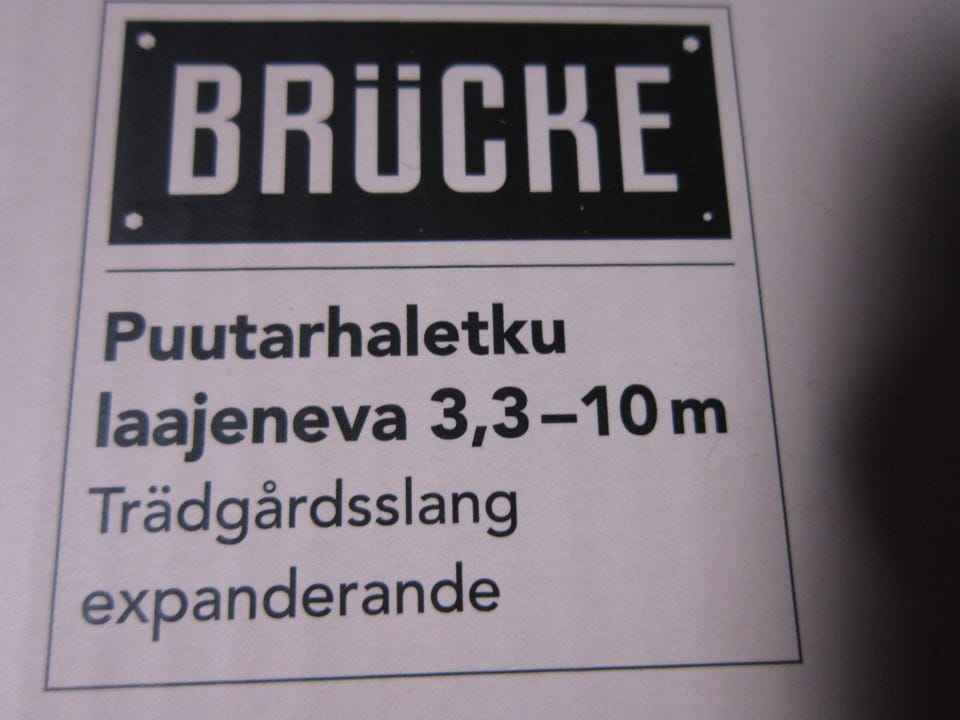 BRÜCKE
Puutarhaletku
laajeneva 3,3–10 m
Trädgårdsslang
expanderande